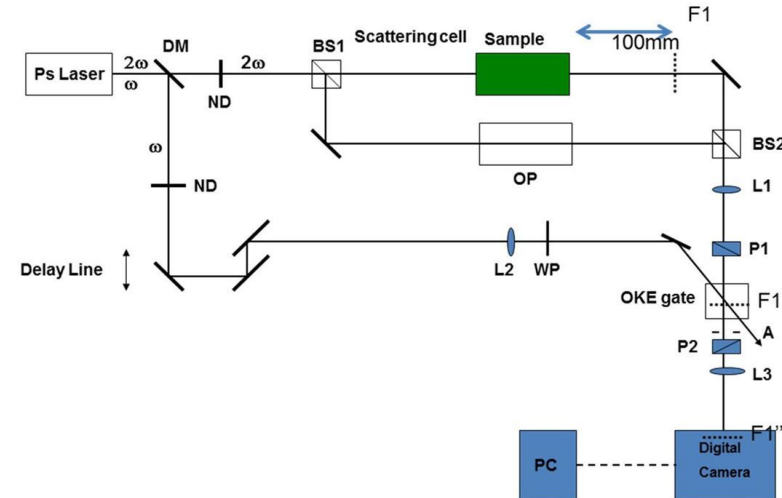 F1
DM
BS1
Scattering cell
Sample
100mm
Ps Laser
2ω
ω
2ω
ND
ω
BS2
OP
ND
L1
Delay Line
L2
WP
P1
OKE gate
F1
A
P2
L3
F1"
Digital
Camera
PC